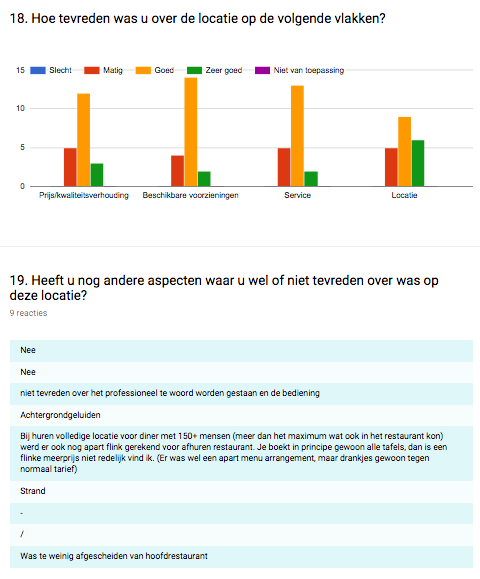 18. Hoe tevreden was u over de locatie op de volgende vlakken?
15
Slecht Matig Goed Zeer goed Niet van toepassing
10
5
0
Prijs/kwaliteitsverhouding Beschikbare voorzieningen Service Locatie
19. Heeft u nog andere aspecten waar u wel of niet tevreden over was op
deze locatie?
9 reacties
Nee
Nee
niet tevreden over het professioneel te woord worden gestaan en de bediening
Achtergrondgeluiden
Bij huren volledige locatie voor diner met 150+ mensen (meer dan het maximum wat ook in het restaurant kon)
werd er ook nog apart flink gerekend voor afhuren restaurant. Je boekt in principe gewoon alle tafels, dan is een
flinke meerprijs niet redelijk vind ik. (Er was wel een apart menu arrangement, maar drankjes gewoon tegen
normaal tarief)
Strand
-
/
Was te weinig afgescheiden van hoofdrestaurant